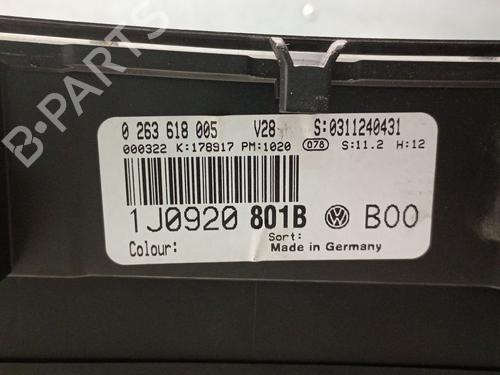 0 263 618 005 V28 S:0311240431
000322 K:178917 PM:1020 078 S:11.2 H:12
1J0920 801B VW B00
Sort:
Colour: Made in Germany
B-PARTS